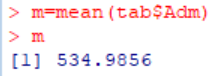 > m=mean(tab$Adm)
> m
[1] 534.9856